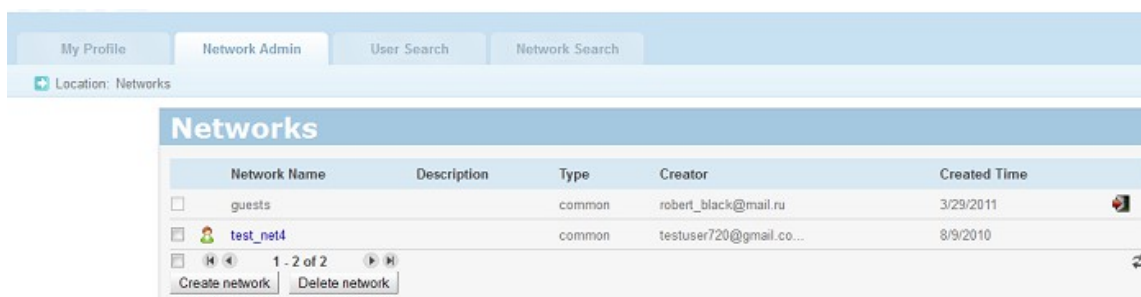 My Profile Network Admin User Search Network Search
Location: Networks
Networks
Network Name Description Type Creator Created Time
guests common robert_black@mail.ru 3/29/2011
test_net4 common testuser720@gmail.co... 8/9/2010
1 - 2 of 2
Create network Delete network